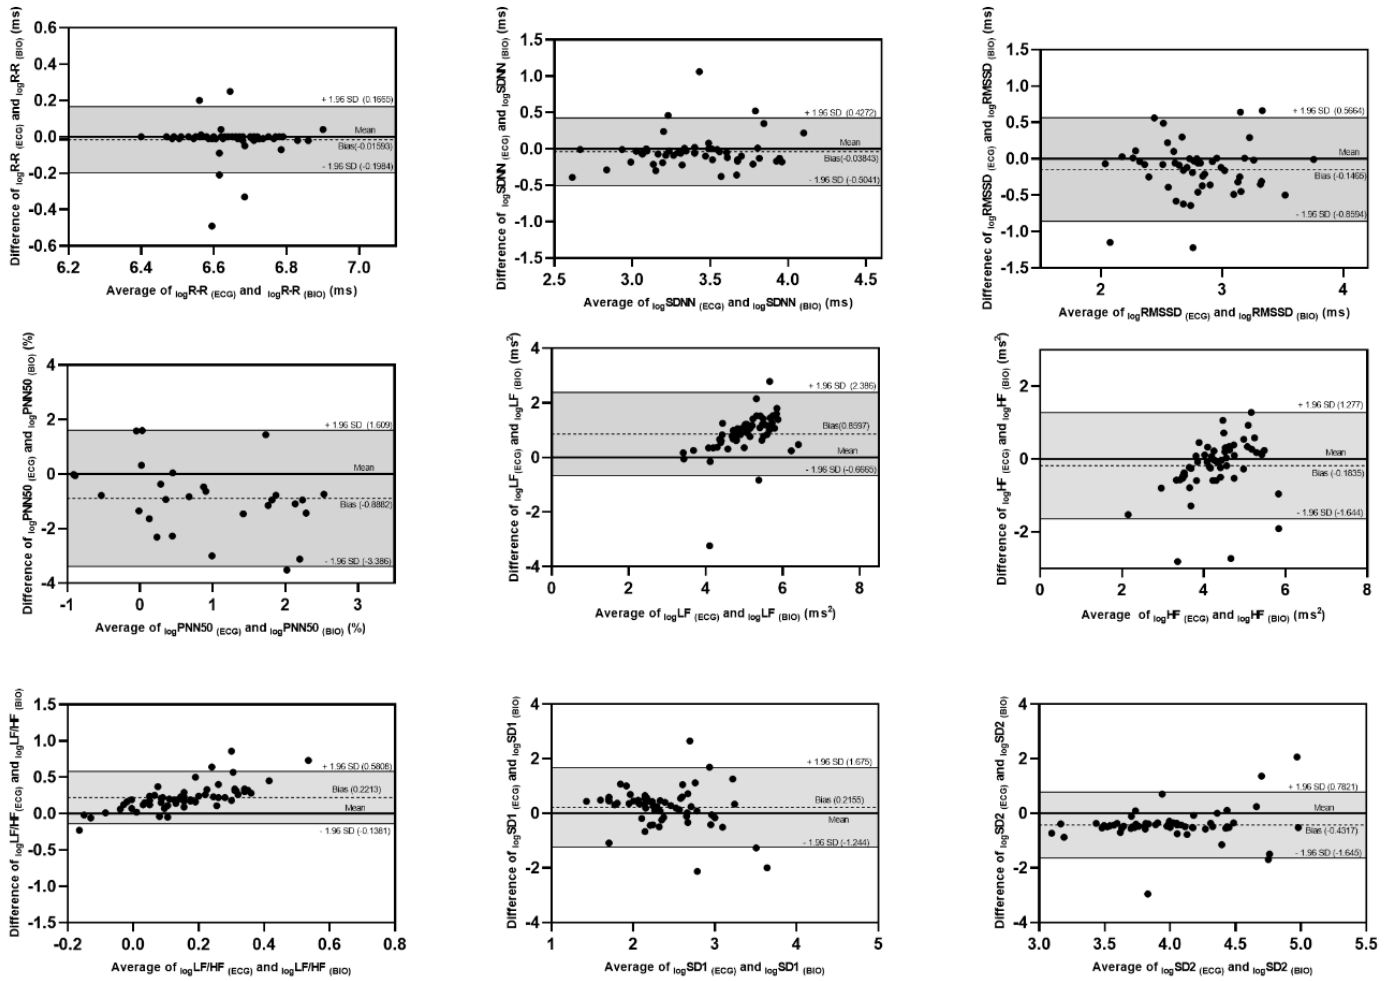 Difference of logR-R (ECG) and logR-R (BIO) (ms)
0.6
0.4
0.2
0.0
-0.2
-0.4
-0.6
+ 1.96 SD (0.1665)
Mean
Bias(-0.01593)
- 1.96 SD (-0.1984)
6.2 6.4 6.6 6.8 7.0
Average of logR-R (ECG) and logR-R (BIO) (ms)
Difference of logSDNN (ECG) and logSDNN (BIO) (ms)
1.5
1.0
0.5
0.0
-0.5
-1.0
-1.5
+ 1.96 SD (0.4272)
Mean
Bias(-0.03843)
- 1.96 SD (-0.5041)
2.5 3.0 3.5 4.0 4.5
Average of logSDNN (ECG) and logSDNN (BIO) (ms)
Differenec of logRMSSD (ECG) and logRMSSD (BIO) (ms)
1.5
1.0
0.5
0.0
-0.5
-1.0
-1.5
+ 1.96 SD (0.5664)
Mean
Bias (-0.1465)
- 1.96 SD (-0.8594)
2 3 4
Average of logRMSSD (ECG) and logRMSSD (BIO) (ms)
Difference of logPNN50 (ECG) and logPNN50 (BIO) (%)
4
2
0
-2
-4
+ 1.96 SD (1.609)
Mean
Bias (-0.8882)
- 1.96 SD (-3.386)
-1 0 1 2 3
Average of logPNN50 (ECG) and logPNN50 (BIO) (%)
Difference of logLF (ECG) and logLF (BIO) (ms2)
4
2
0
-2
-4
+ 1.96 SD (2.386)
Bias(0.8597)
Mean
- 1.96 SD (-0.6665)
0 2 4 6 8
Average of logLF (ECG) and logLF (BIO) (ms2)
Difference of logHF (ECG) and logHF (BIO) (ms2)
2
0
-2
+ 1.96 SD (1.277)
Mean
Bias (-0.1835)
- 1.96 SD (-1.644)
0 2 4 6 8
Average of logHF (ECG) and logHF (BIO) (ms2)
Difference of logLF/HF (ECG) and logLF/HF (BIO)
1.5
1.0
0.5
0.0
-0.5
-1.0
-1.5
+ 1.96 SD (0.5808)
Bias (0.2213)
Mean
- 1.96 SD (-0.1381)
-0.2 0.0 0.2 0.4 0.6 0.8
Average of logLF/HF (ECG) and logLF/HF (BIO)
Difference of logSD1 (ECG) and logSD1 (BIO)
4
2
0
-2
-4
+ 1.96 SD (1.675)
Bias (0.2155)
Mean
- 1.96 SD (-1.244)
1 2 3 4 5
Average of logSD1 (ECG) and logSD1 (BIO)
Difference of logSD2 (ECG) and logSD2 (BIO)
4
2
0
-2
-4
+ 1.96 SD (0.7821)
Mean
Bias (-0.4317)
- 1.96 SD (-1.645)
3.0 3.5 4.0 4.5 5.0 5.5
Average of logSD2 (ECG) and logSD2 (BIO)